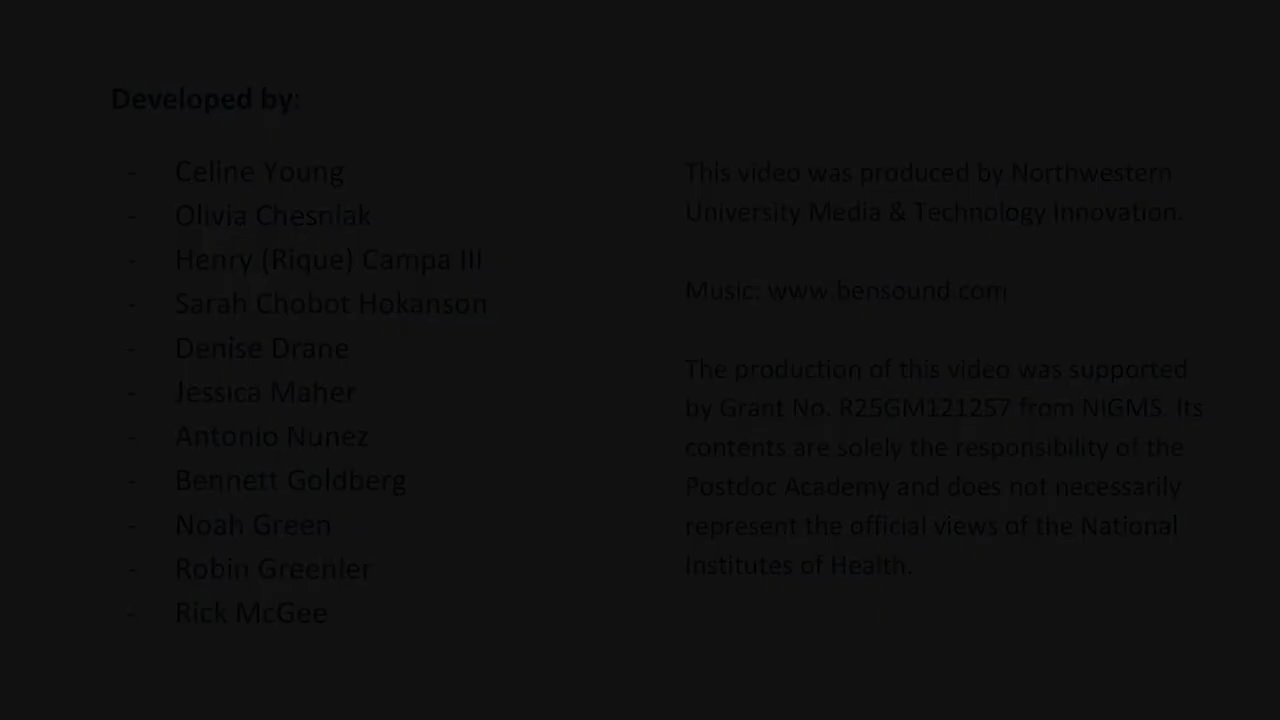 Developed by:
- Celine Young
- Olivia Chesniak
- Henry (Rique) Campa III
- Sarah Chobot Hokanson
- Denise Drane
- Jessica Maher
- Antonio Nunez
- Bennett Goldberg
- Noah Green
- Robin Greenler
- Rick McGee
This video was produced by Northwestern
University Media & Technology Innovation.
Music: www.bensound.com
The production of this video was supported
by Grant No. R25GM121257 from NIGMS. Its
contents are solely the responsibility of the
Postdoc Academy and does not necessarily
represent the official views of the National
Institutes of Health.